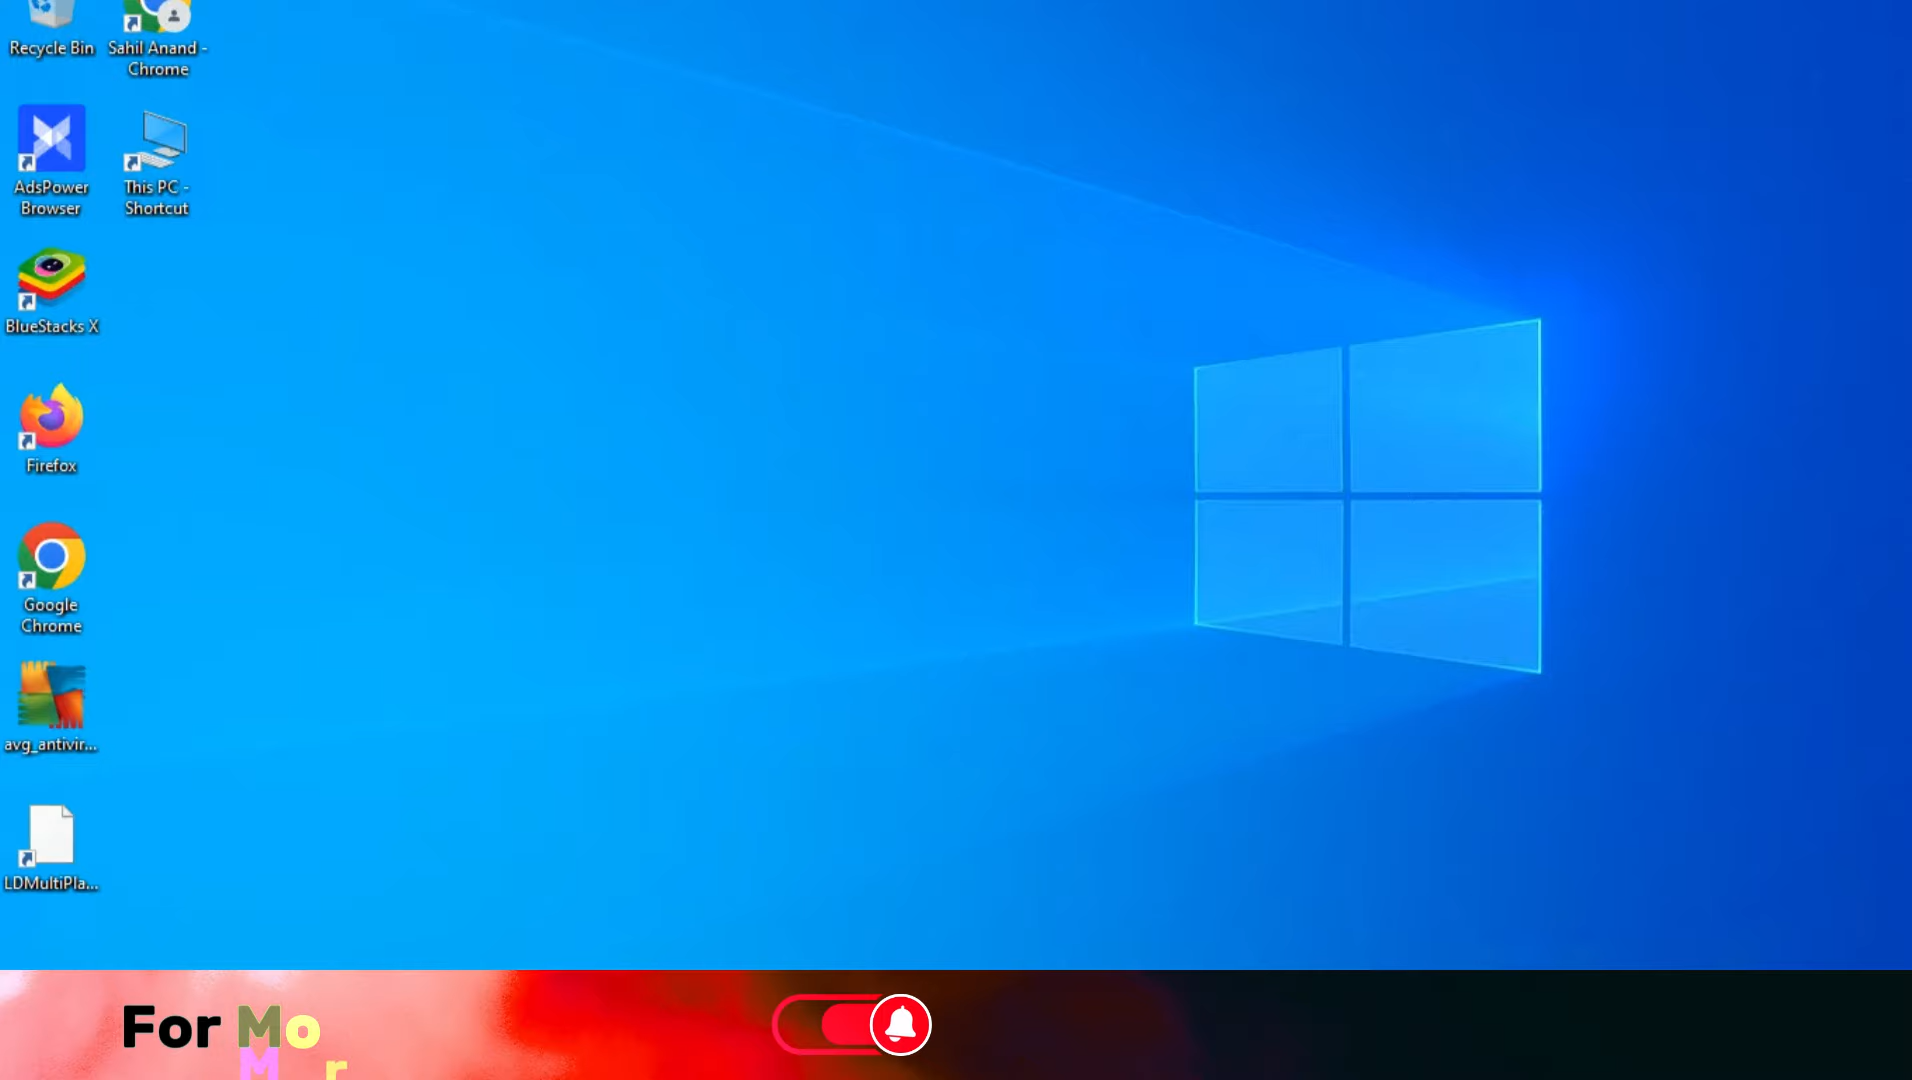 Recycle Bin
Sahil Anand -
Chrome
AdsPower
Browser
This PC -
Shortcut
BlueStacks X
Firefox
Google
Chrome
avg_antivir...
LDMultiPla...
For Mo
M r